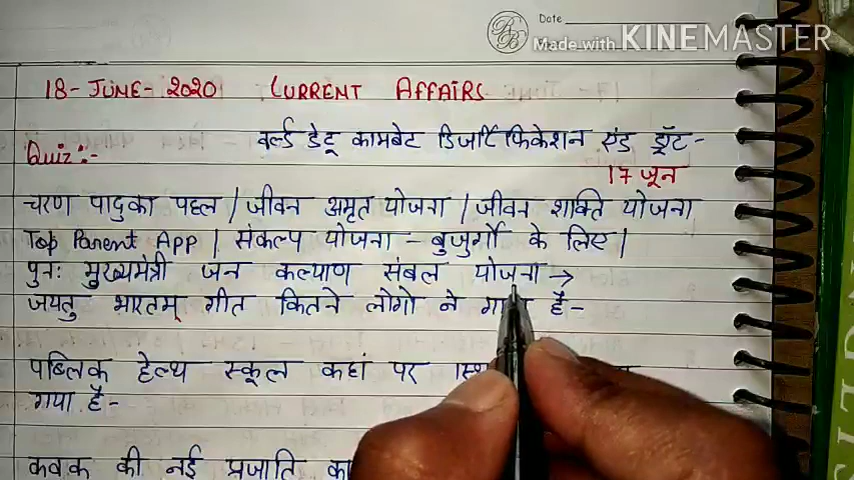 Date
Made with KINEMASTER
18-JUNE-2020 CURRENT AFFAIRS
Quiz:- वर्ल्ड डे टू कामबेट डिजर्टिफिकेशन एंड ड्रॉट-
17 जून
चरण पादुका पहल / जीवन अमृत योजना / जीवन शक्ति योजना
Top Parent App | संकल्प योजना - बुजुर्गो के लिए |
पुनः मुख्यमंत्री जन कल्याण संबल योजना →
जयतु भारतम् गीत कितने लोगो ने है-
पब्लिक हेल्थ स्कूल कहां पर
गया है-
कवक की नई प्रजाति का